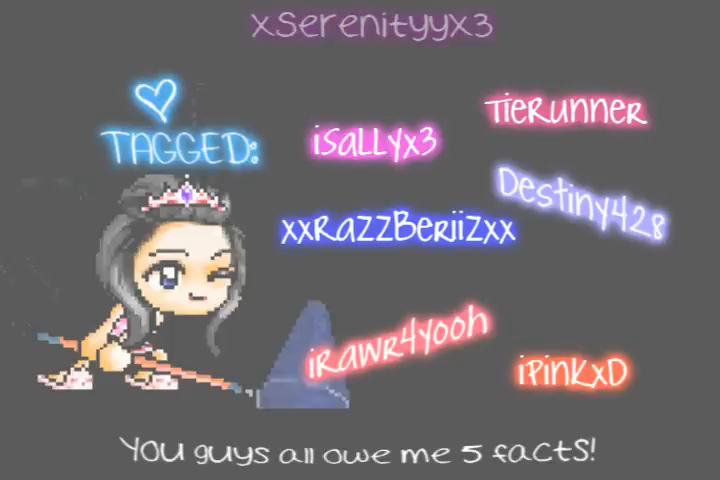 xSerenityyx3
♡
TAGGED:
iSaLLyx3
TieRunner
Destiny428
xxRazzBeriiZxx
iRawr4Yooh
iPinkxD
You guys all owe me 5 facts!